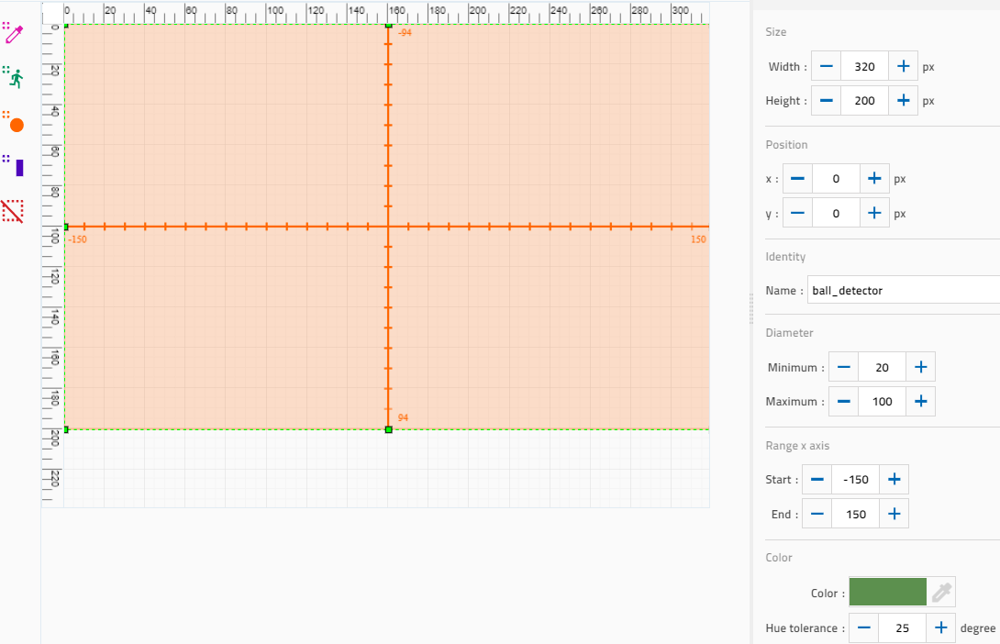 0 20 40 60 80 100 120 140 160 180 200 220 240 260 280 300
0
20
40
60
80
100
120
140
160
180
200
220
-94
-150
150
94
Size
Width : 320 px
Height : 200 px
Position
x : 0 px
y : 0 px
Identity
Name : ball_detector
Diameter
Minimum : 20
Maximum : 100
Range x axis
Start : -150
End : 150
Color
Color :
Hue tolerance : 25 degree